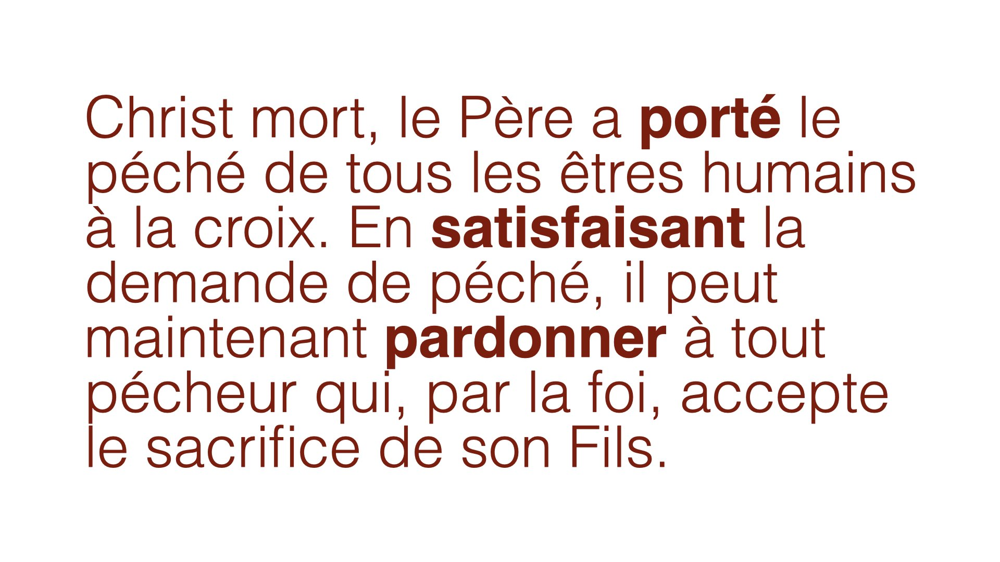 Christ mort, le Père a porté le
péché de tous les êtres humains
à la croix. En satisfaisant la
demande de péché, il peut
maintenant pardonner à tout
pécheur qui, par la foi, accepte
le sacrifice de son Fils.